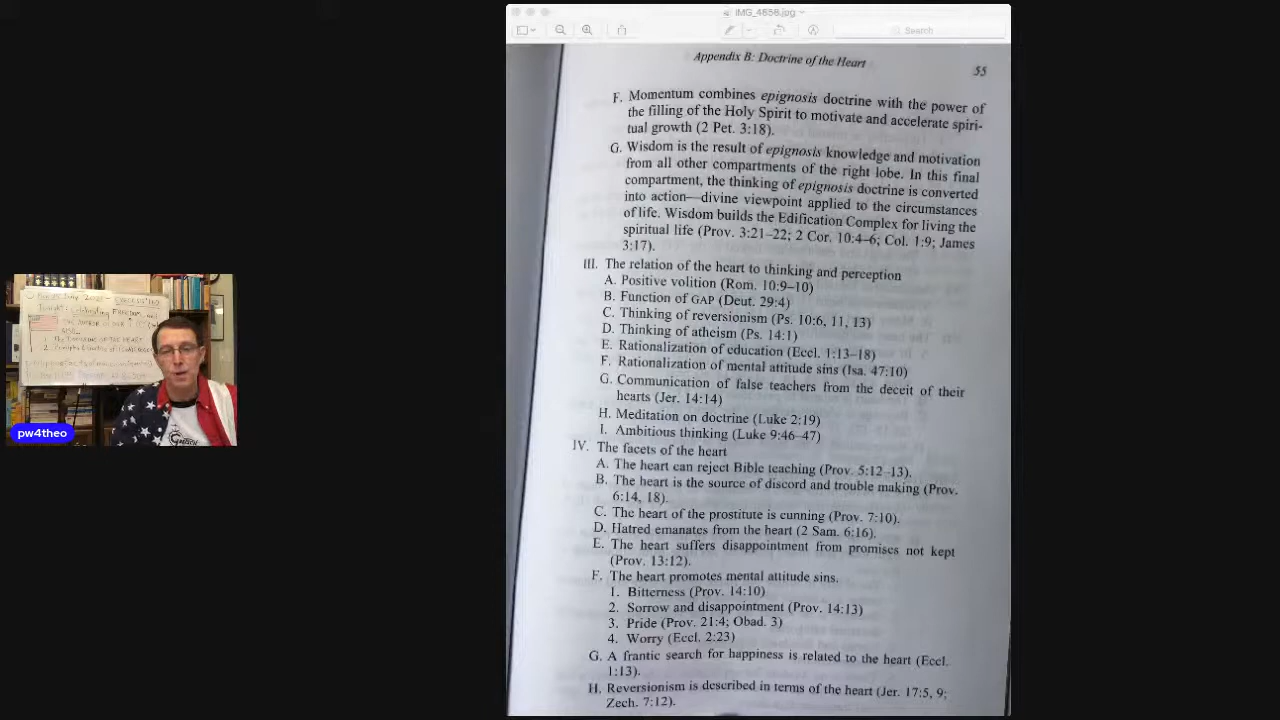 IMG_4658.jpg
Search
Appendix B: Doctrine of the Heart
55
F. Momentum combines epignosis doctrine with the power of
the filling of the Holy Spirit to motivate and accelerate spiri-
tual growth (2 Pet. 3:18).
G. Wisdom is the result of epignosis knowledge and motivation
from all other compartments of the right lobe. In this final
compartment, the thinking of epignosis doctrine is converted
into action—divine viewpoint applied to the circumstances
of life. Wisdom builds the Edification Complex for living the
spiritual life (Prov. 3:21–22; 2 Cor. 10:4–6; Col. 1:9; James
3:17).
III. The relation of the heart to thinking and perception
A. Positive volition (Rom. 10:9–10)
B. Function of GAP (Deut. 29:4)
C. Thinking of reversionism (Ps. 10:6, 11, 13)
D. Thinking of atheism (Ps. 14:1)
E. Rationalization of education (Eccl. 1:13–18)
F. Rationalization of mental attitude sins (Isa. 47:10)
G. Communication of false teachers from the deceit of their
hearts (Jer. 14:14)
H. Meditation on doctrine (Luke 2:19)
I. Ambitious thinking (Luke 9:46–47)
IV. The facets of the heart
A. The heart can reject Bible teaching (Prov. 5:12–13).
B. The heart is the source of discord and trouble making (Prov.
6:14, 18).
C. The heart of the prostitute is cunning (Prov. 7:10).
D. Hatred emanates from the heart (2 Sam. 6:16).
E. The heart suffers disappointment from promises not kept
(Prov. 13:12).
F. The heart promotes mental attitude sins.
1. Bitterness (Prov. 14:10)
2. Sorrow and disappointment (Prov. 14:13)
3. Pride (Prov. 21:4; Obad. 3)
4. Worry (Eccl. 2:23)
G. A frantic search for happiness is related to the heart (Eccl.
1:13).
H. Reversionism is described in terms of the heart (Jer. 17:5, 9;
Zech. 7:12).
pw4theo